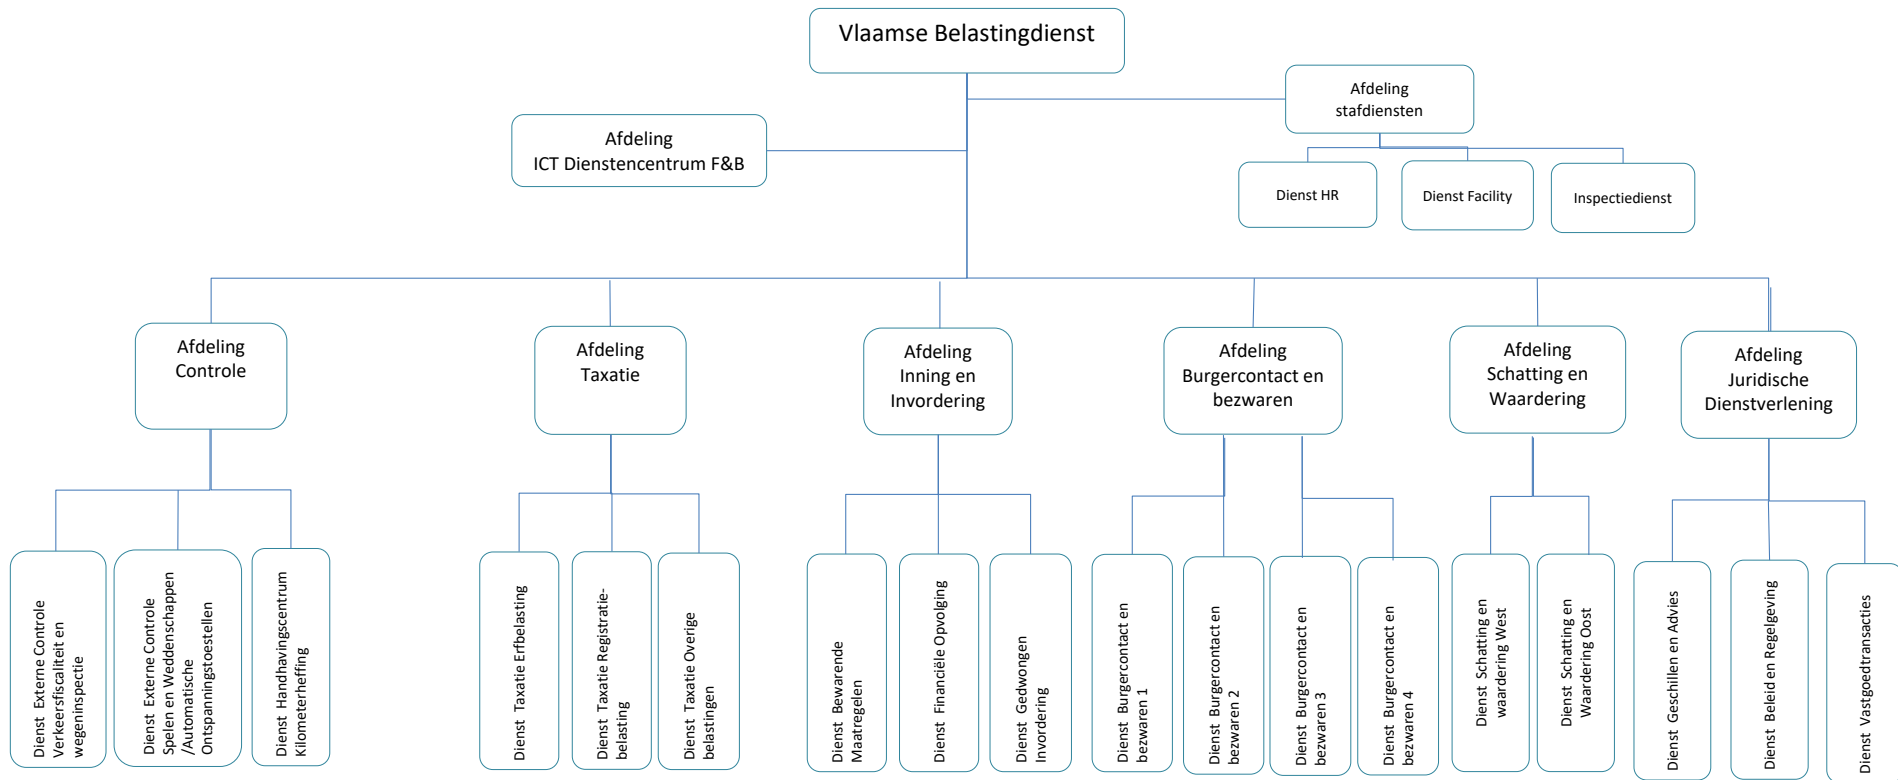 Vlaamse Belastingdienst
Afdeling
stafdiensten
Afdeling
ICT Dienstencentrum F&B
Dienst HR
Dienst Facility
Inspectiedienst
Afdeling
Controle
Afdeling
Taxatie
Afdeling
Inning en
Invordering
Afdeling
Burgercontact en
bezwaren
Afdeling
Schatting en
Waardering
Afdeling
Juridische
Dienstverlening
Dienst Externe Controle
Verkeersfiscaliteit en
wegeninspectie
Dienst Externe Controle
Spelen en Weddenschappen
/Automatische
Ontspanningstoestellen
Dienst Handhavingscentrum
Kilometerheffing
Dienst Taxatie Erfbelasting
Dienst Taxatie Registratie-
belasting
Dienst Taxatie Overige
belastingen
Dienst Bewarende
Maatregelen
Dienst Financiële Opvolging
Dienst Gedwongen
Invordering
Dienst Burgercontact en
bezwaren 1
Dienst Burgercontact en
bezwaren 2
Dienst Burgercontact en
bezwaren 3
Dienst Burgercontact en
bezwaren 4
Dienst Schatting en
waardering West
Dienst Schatting en
Waardering Oost
Dienst Geschillen en Advies
Dienst Beleid en Regelgeving
Dienst Vastgoedtransacties